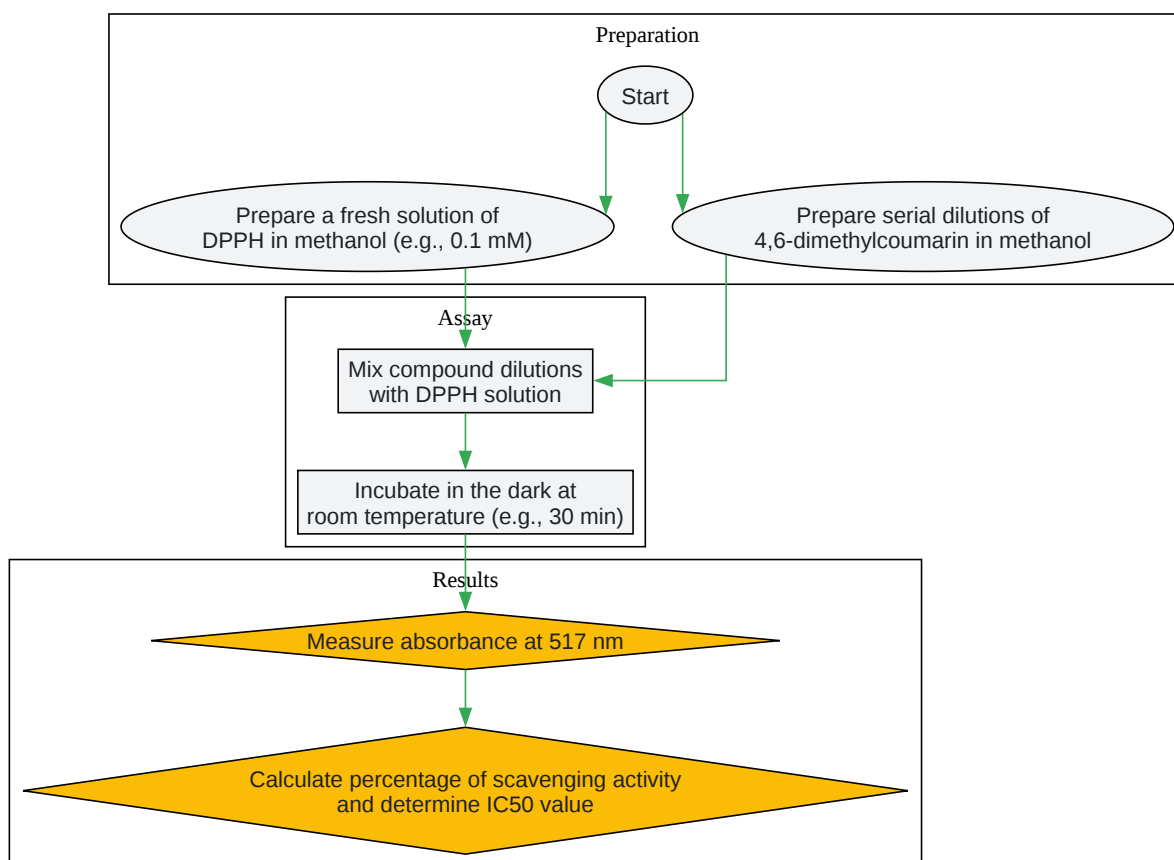 Preparation
Start
Prepare a fresh solution of
DPPH in methanol (e.g., 0.1 mM)
Prepare serial dilutions of
4,6-dimethylcoumarin in methanol
Assay
Mix compound dilutions
with DPPH solution
Incubate in the dark at
room temperature (e.g., 30 min)
Results
Measure absorbance at 517 nm
Calculate percentage of scavenging activity
and determine IC50 value